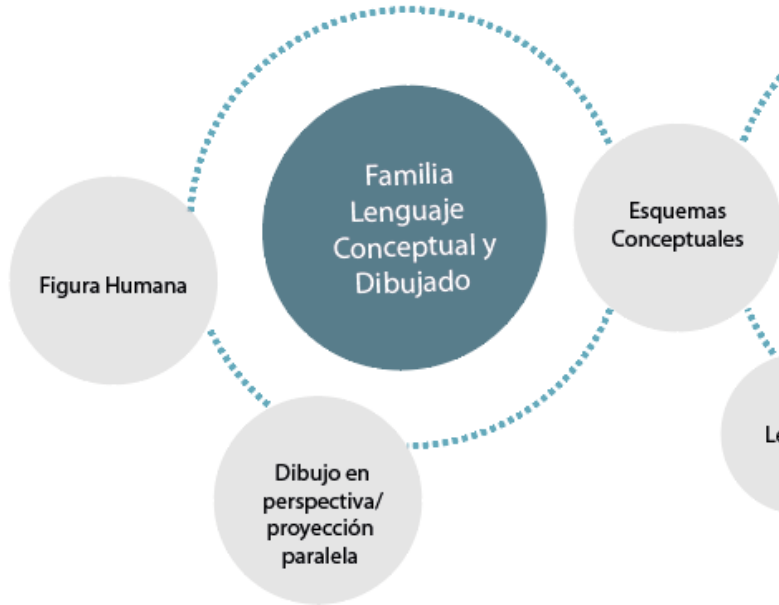 Familia
Lenguaje
Conceptual y
Dibujado
Esquemas
Conceptuales
Figura Humana
Dibujo en
perspectiva/
proyección
paralela